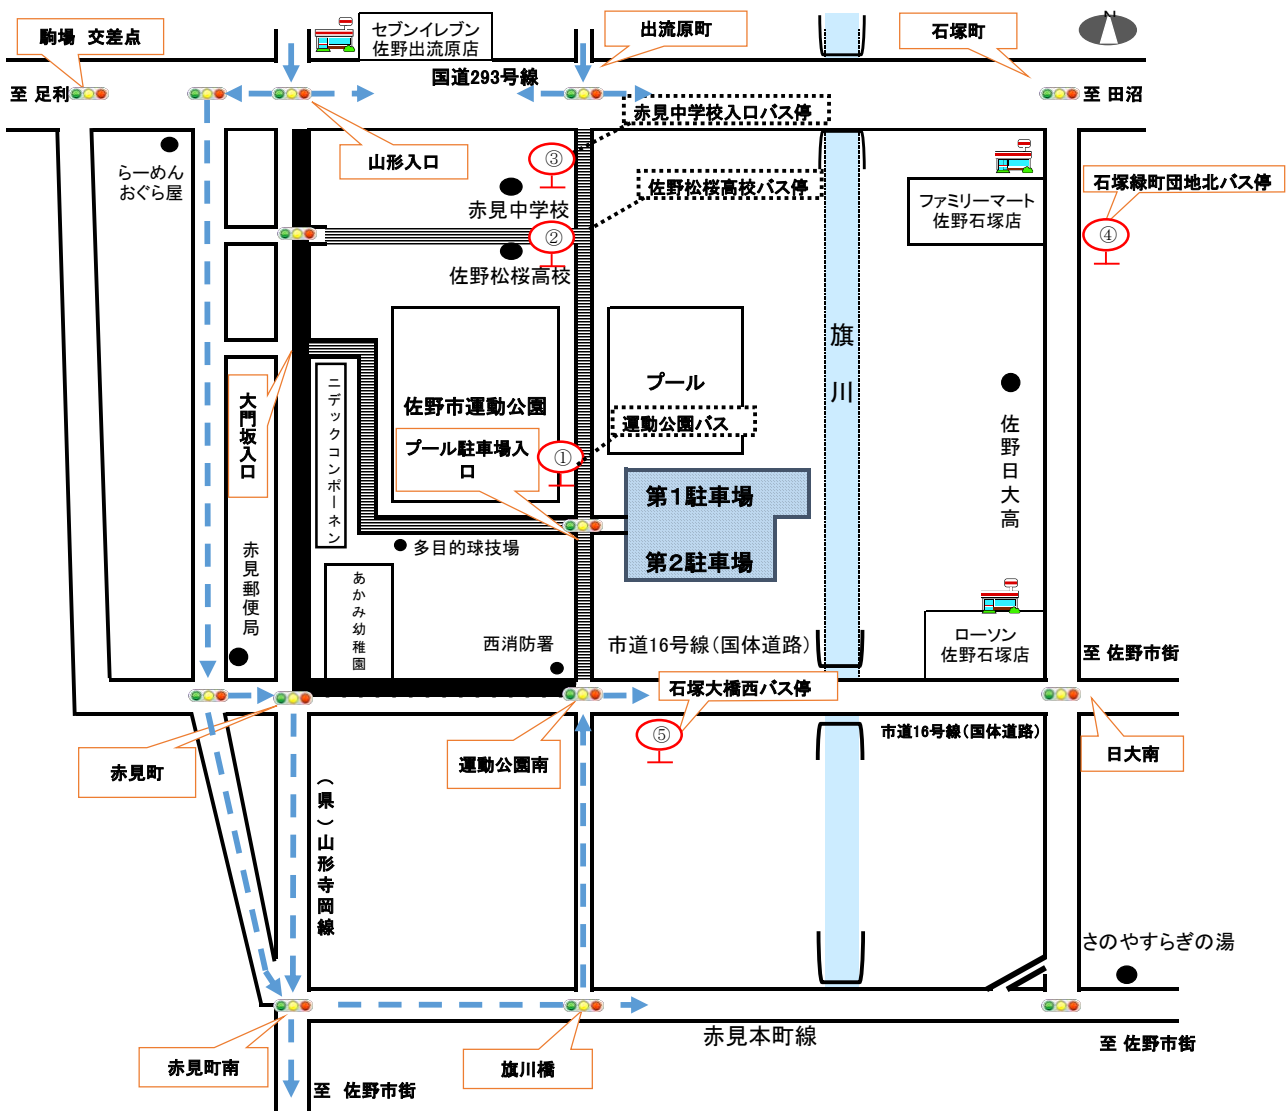 N
駒場 交差点
セブンイレブン
佐野出流原店
出流原町
石塚町
国道293号線
至 足利
至 田沼
赤見中学校入口バス停
山形入口
らーめん
おぐら屋
③
佐野松桜高校バス停
石塚緑町団地北バス停
赤見中学校
ファミリーマート
佐野石塚店
②
④
佐野松桜高校
旗川
プール
ニデックコンポーネン
大門坂入口
佐野市運動公園
運動公園バス
佐野日大高
プール駐車場入
口
①
第1駐車場
多目的球技場
第2駐車場
赤見郵便局
あかみ幼稚園
西消防署
市道16号線(国体道路)
ローソン
佐野石塚店
至 佐野市街
石塚大橋西バス停
⑤
市道16号線(国体道路)
赤見町
運動公園南
日大南
(県)山形寺岡線
さのやすらぎの湯
赤見本町線
至 佐野市街
赤見町南
旗川橋
至 佐野市街